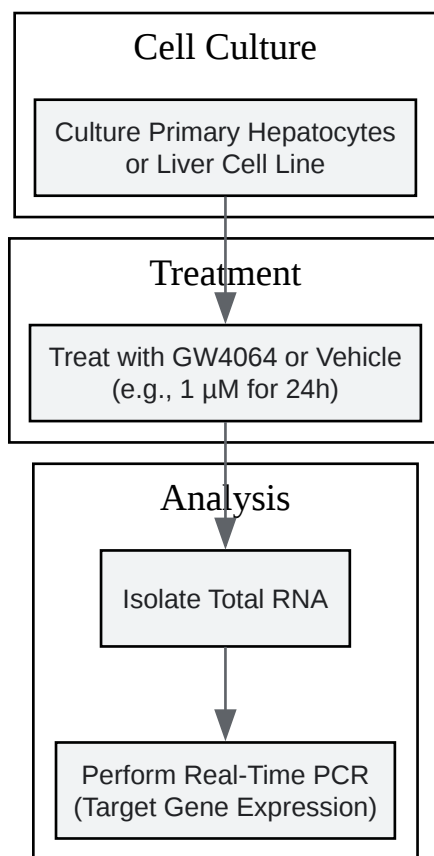 Cell Culture
Culture Primary Hepatocytes
or Liver Cell Line
Treatment
Treat with GW4064 or Vehicle
(e.g., 1 µM for 24h)
Analysis
Isolate Total RNA
Perform Real-Time PCR
(Target Gene Expression)